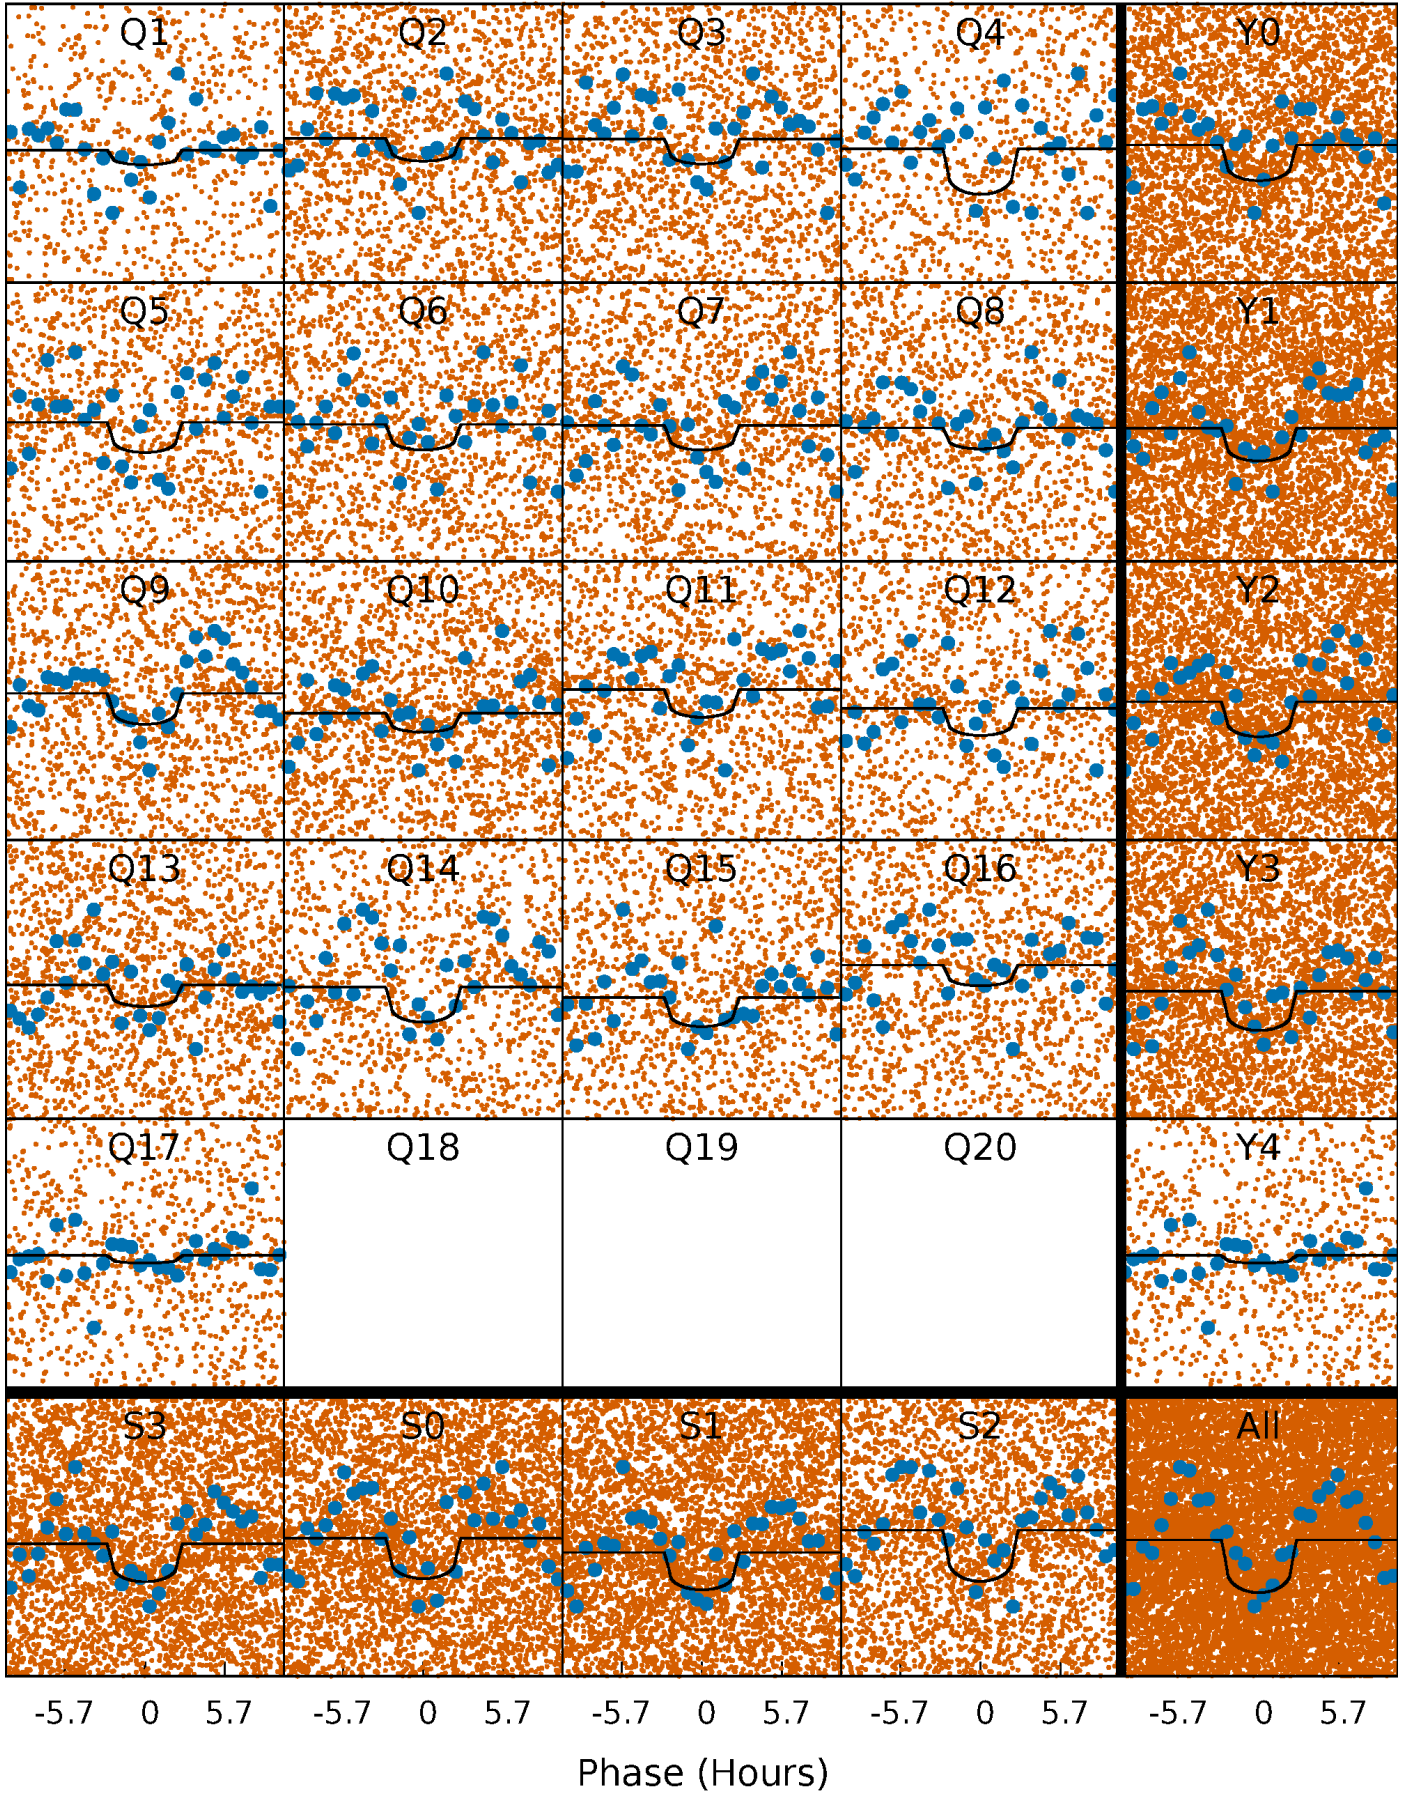 Q1 Q2 Q3 Q4 Y0
Q5 Q6 Q7 Q8 Y1
Q9 Q10 Q11 Q12 Y2
Q13 Q14 Q15 Q16 Y3
Q17 Q18 Q19 Q20 Y4
S3 S0 S1 S2 All
-5.7 0 5.7 -5.7 0 5.7 -5.7 0 5.7 -5.7 0 5.7 -5.7 0 5.7
Phase (Hours)